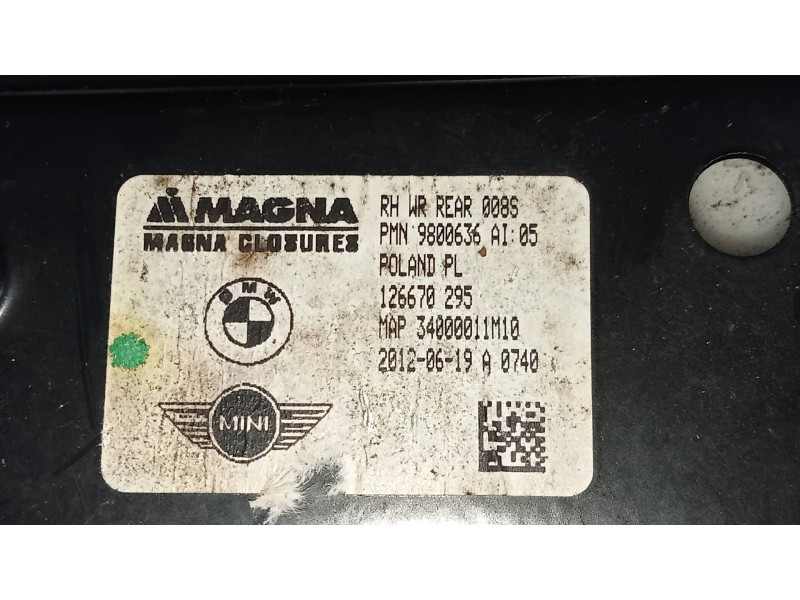 MAGNA
MAGNA CLOSURES
BMW
MINI
RH WR REAR 008S
PMN 9800636 AI:05
POLAND PL
126670 295
MAP 34000011M10
2012-06-19 A 0740